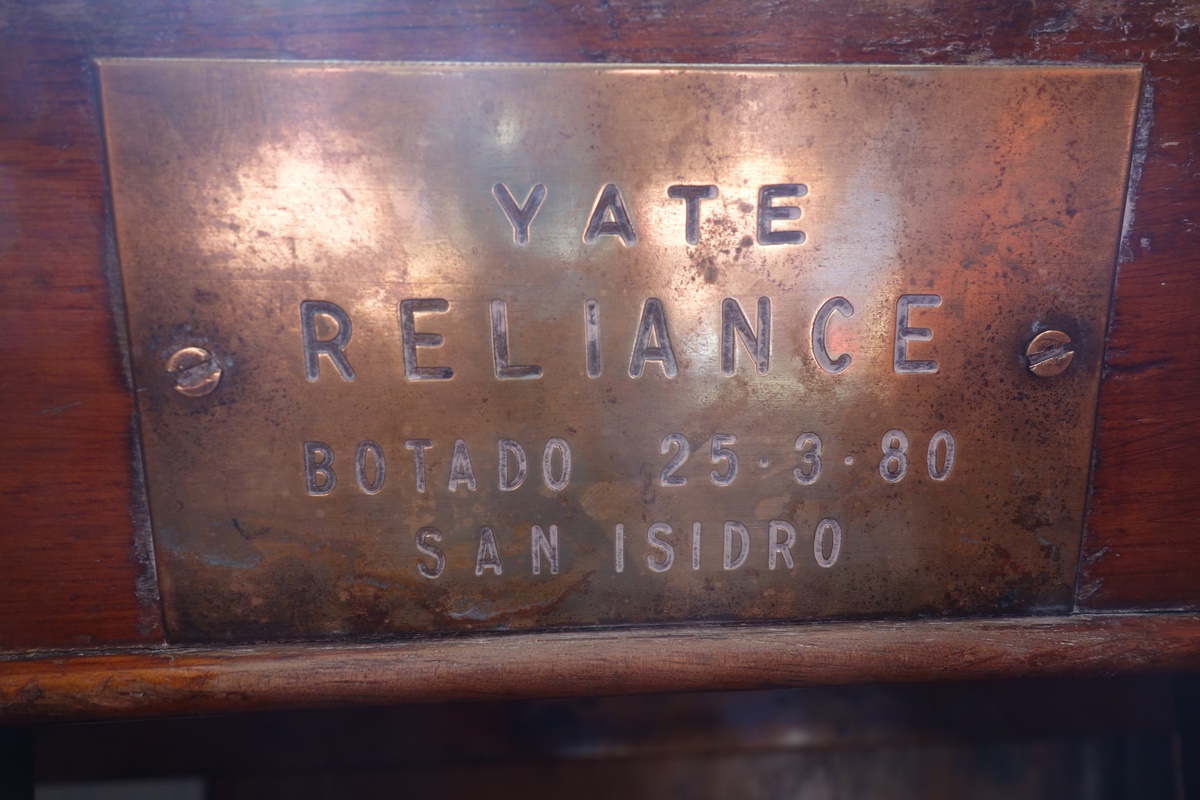 YATE
RELIANCE
BOTADO 25·3·80
SAN ISIDRO